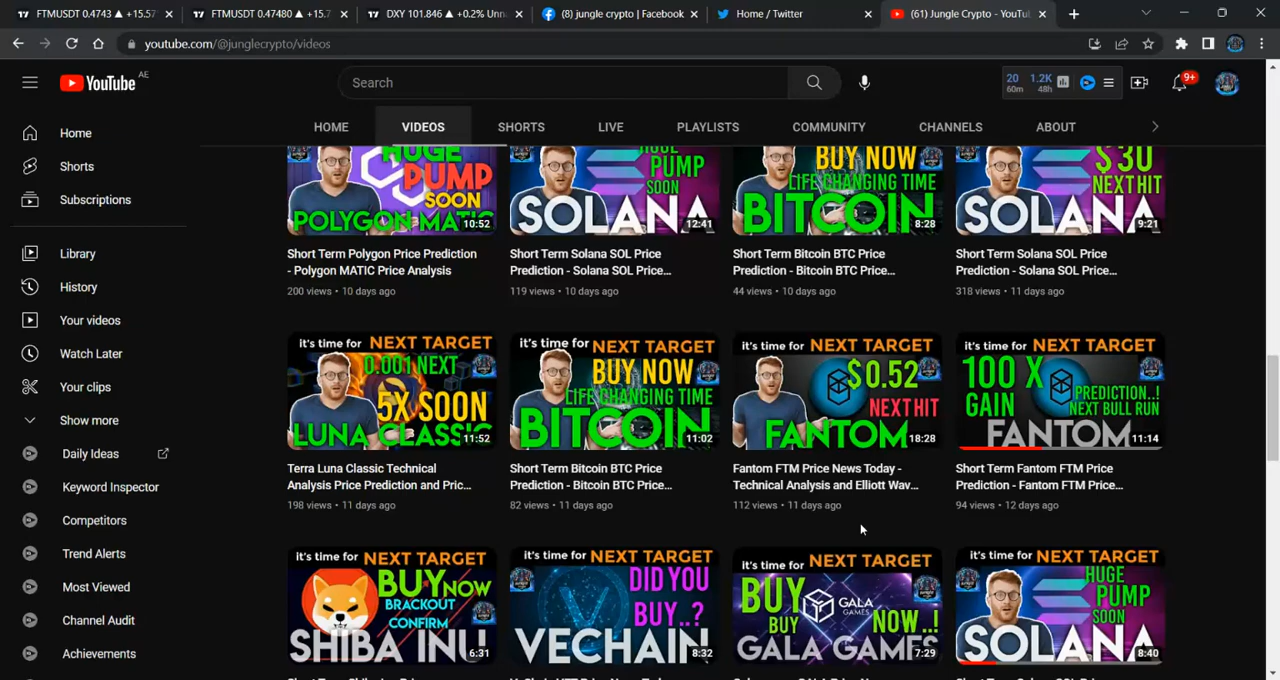 FTMUSDT 0.4743 ▲ +15.57
FTMUSDT 0.47480 ▲ +15.7
DXY 101.846 ▲ +0.2% Unn
(8) jungle crypto | Facebook
Home / Twitter
(61) Jungle Crypto - YouTu
youtube.com/@junglecrypto/videos
YouTube AE
Search
20 60m 1.2K 48h
9+
HOME VIDEOS SHORTS LIVE PLAYLISTS COMMUNITY CHANNELS ABOUT
Home
Shorts
Subscriptions
Library
History
Your videos
Watch Later
Your clips
Show more
Daily Ideas
Keyword Inspector
Competitors
Trend Alerts
Most Viewed
Channel Audit
Achievements
HUGE
PUMP
SOON
POLYGON MATIC
10:52
Short Term Polygon Price Prediction
- Polygon MATIC Price Analysis
200 views • 10 days ago
HUGE
PUMP
SOON
SOLANA
12:41
Short Term Solana SOL Price
Prediction - Solana SOL Price...
119 views • 10 days ago
BUY NOW
LIFE CHANGING TIME
BITCOIN
8:28
Short Term Bitcoin BTC Price
Prediction - Bitcoin BTC Price...
44 views • 10 days ago
$30
NEXT HIT
SOLANA
9:21
Short Term Solana SOL Price
Prediction - Solana SOL Price...
318 views • 11 days ago
it's time for NEXT TARGET
0.001 NEXT
5X SOON
LUNA CLASSIC
11:52
Terra Luna Classic Technical
Analysis Price Prediction and Pric...
198 views • 11 days ago
it's time for NEXT TARGET
BUY NOW
LIFE CHANGING TIME
BITCOIN
11:02
Short Term Bitcoin BTC Price
Prediction - Bitcoin BTC Price...
82 views • 11 days ago
it's time for NEXT TARGET
$0.52
NEXT HIT
FANTOM
18:28
Fantom FTM Price News Today -
Technical Analysis and Elliott Wav...
112 views • 11 days ago
it's time for NEXT TARGET
100 X
GAIN
PREDICTION..!
NEXT BULL RUN
FANTOM
11:14
Short Term Fantom FTM Price
Prediction - Fantom FTM Price...
94 views • 12 days ago
it's time for NEXT TARGET
BUY NOW
BRACKOUT
CONFIRM
SHIBA INU
6:31
it's time for NEXT TARGET
DID YOU
BUY..?
VECHAIN
8:32
it's time for NEXT TARGET
BUY
BUY
GALA
GAMES
NOW..!
GALA GAMES
7:29
it's time for NEXT TARGET
HUGE
PUMP
SOON
SOLANA
8:40